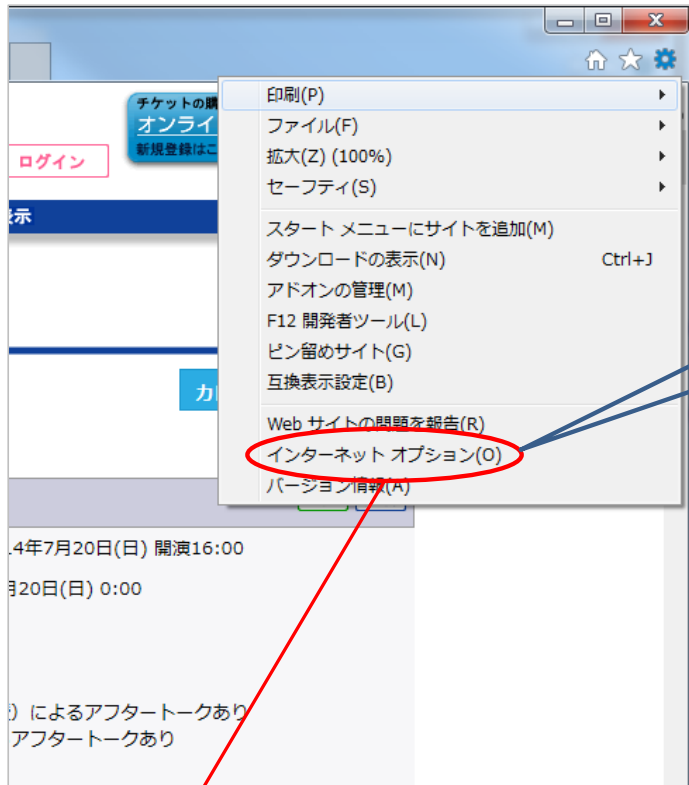 チケットの購
オンライ
新規登録はこ
ログイン
表示
カ
印刷(P)
ファイル(F)
拡大(Z) (100%)
セーフティ(S)
スタート メニューにサイトを追加(M)
ダウンロードの表示(N) Ctrl+J
アドオンの管理(M)
F12 開発者ツール(L)
ピン留めサイト(G)
互換表示設定(B)
Web サイトの問題を報告(R)
インターネット オプション(O)
バージョン情報(A)
14年7月20日(日) 開演16:00
月20日(日) 0:00
）によるアフタートークあり
アフタートークあり